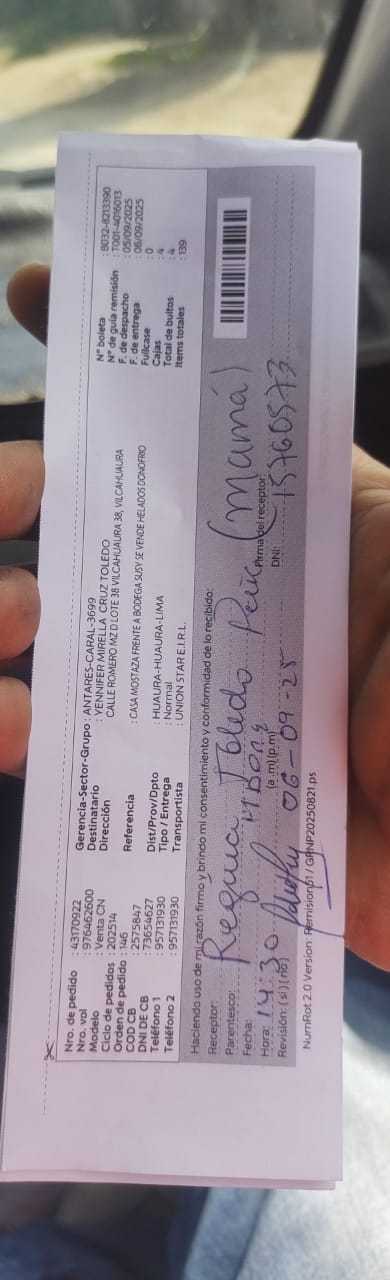 Nro. de pedido : 43170922
Nro. vol : 976462600
Modelo : Venta CN
Ciclo de pedidos : 202514
Orden de pedido : 146
COD CB : 2575847
DNI DE CB : 73654627
Teléfono 1 : 957131930
Teléfono 2 : 957131930
Gerencia-Sector-Grupo : ANTARES-CARAL-3699
Destinatario : YENNIFER MIRELLA CRUZ TOLEDO
Dirección : CALLE ROMERO MZ D LOTE 38 VILCAHUAURA 38, VILCAHUAURA
Referencia : CASA MOSTAZA FRENTE A BODEGA SUSY SE VENDE HELADOS DONOFRIO
Dist/Prov/Dpto : HUAURA-HUAURA-LIMA
Tipo / Entrega : Normal
Transportista : UNION STAR E.I.R.L.
N° boleta : B032-8213390
N° de guía remisión : T001-4016013
F. de despacho : 05/09/2025
F. de entrega : 06/09/2025
Fullcase : 0
Cajas : 4
Total de bultos : 4
Items totales : 139
Haciendo uso de mi razón firmo y brindo mi consentimiento y conformidad de lo recibido:
Receptor: Toledo (mamá)
Parentesco:
Fecha: 06-09-25
Hora: 14:30 (a.m)(p.m)
Revisión: (si)(no)
Firma del receptor:
DNI: 15760573
NumRot 2.0 Version: Remision01 / GPNP20250821.ps